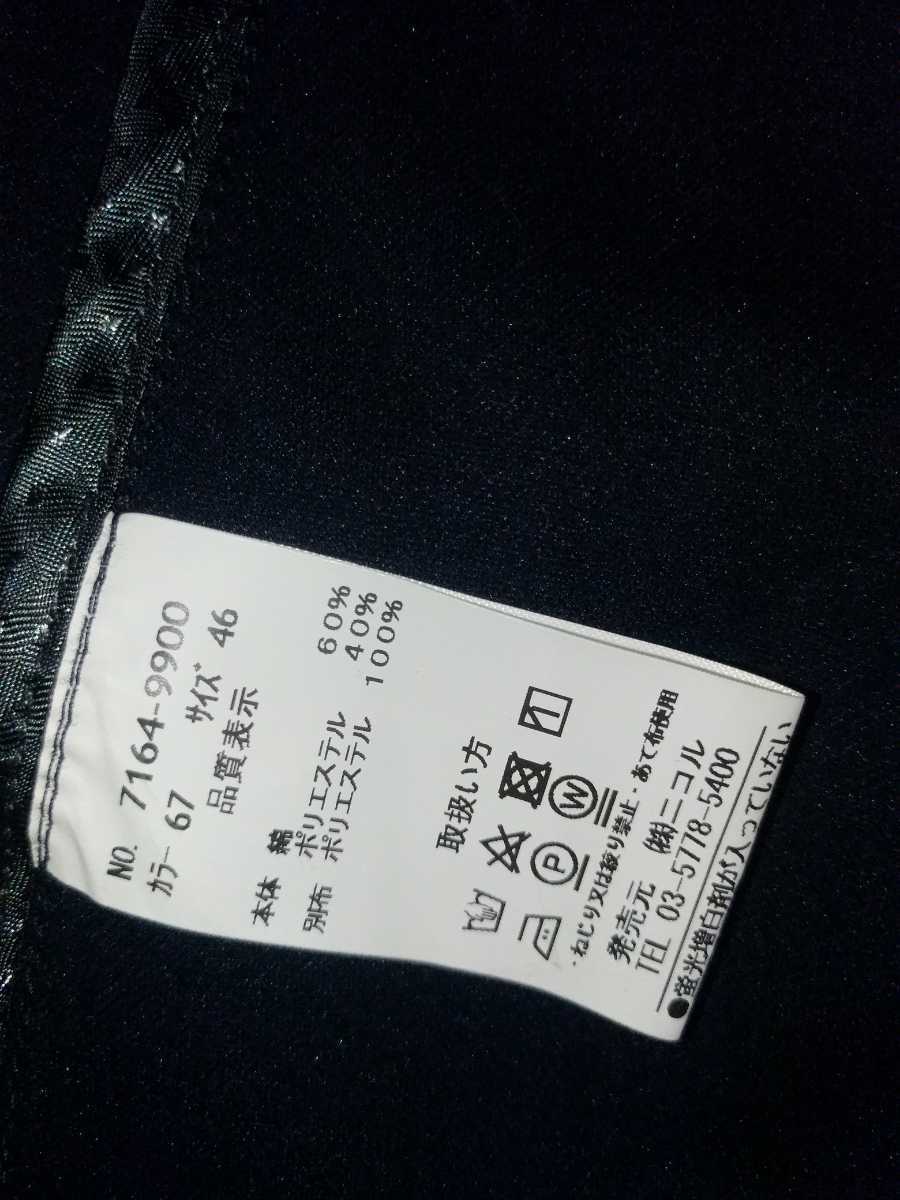 NO. 7164-9900
カラー 67 サイズ 46
品質表示
本体 綿 60%
ポリエステル 40%
別布 ポリエステル 100%
取扱い方
P W
・ねじり又は絞り禁止・あて布使用
発売元 ㈱ニコル
TEL 03-5778-5400
●蛍光増白剤が入っていない